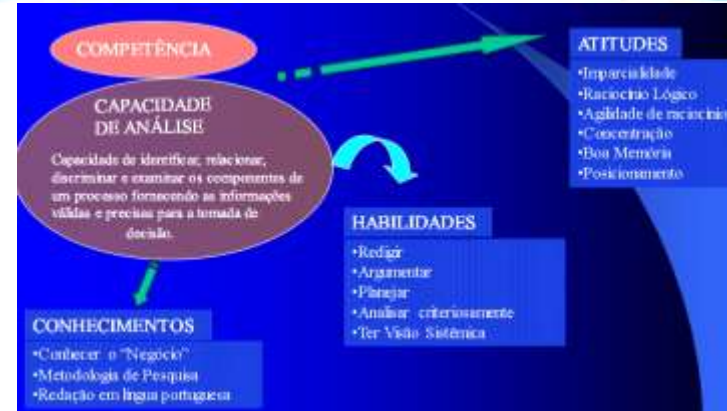 COMPETÊNCIA
CAPACIDADE
DE ANÁLISE
Capacidade de identificar, relacionar,
discriminar e examinar os componentes de
um processo fornecendo as informações
válidas e precisas para a tomada de
decisão.
ATITUDES
•Imparcialidade
•Raciocínio Lógico
•Agilidade de raciocínio
•Concentração
•Boa Memória
•Posicionamento
HABILIDADES
•Redigir
•Argumentar
•Planejar
•Analisar criteriosamente
•Ter Visão Sistêmica
CONHECIMENTOS
•Conhecer o "Negócio"
•Metodologia de Pesquisa
•Redação em língua portuguesa